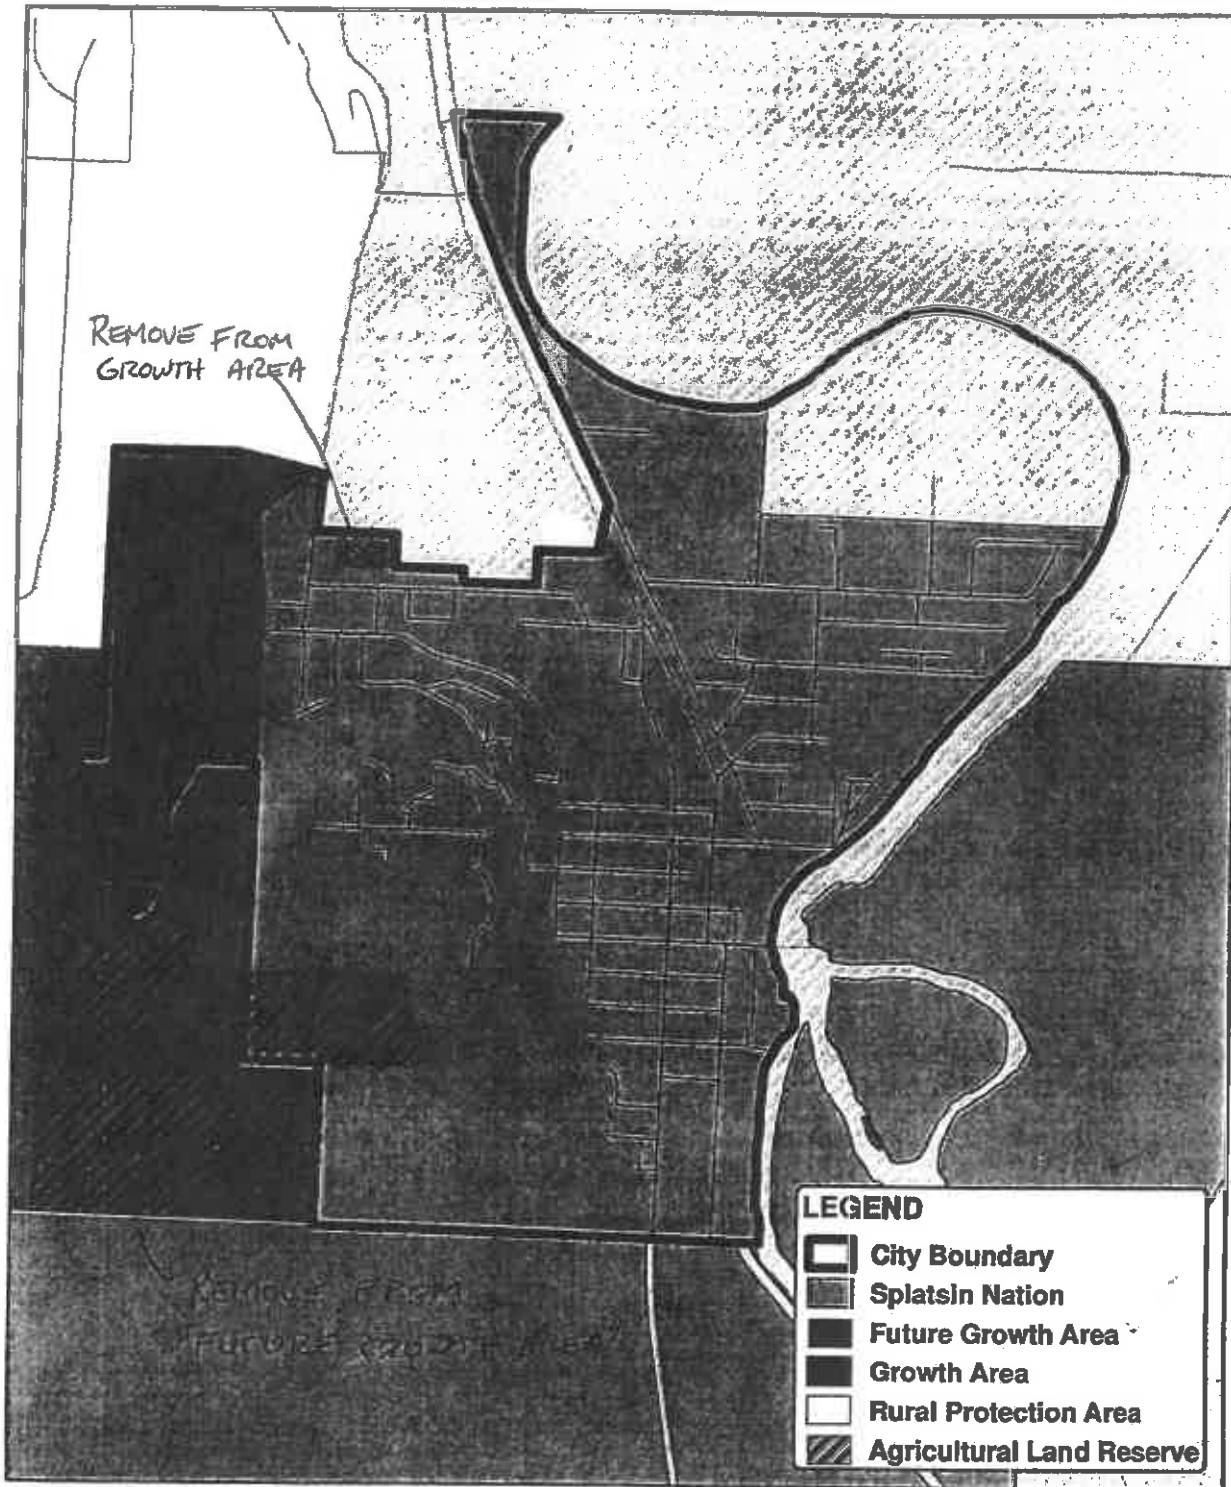 REMOVE FROM
GROWTH AREA
REMOVE FROM
FUTURE GROWTH AREA
LEGEND
City Boundary
Splatsin Nation
Future Growth Area
Growth Area
Rural Protection Area
Agricultural Land Reserve